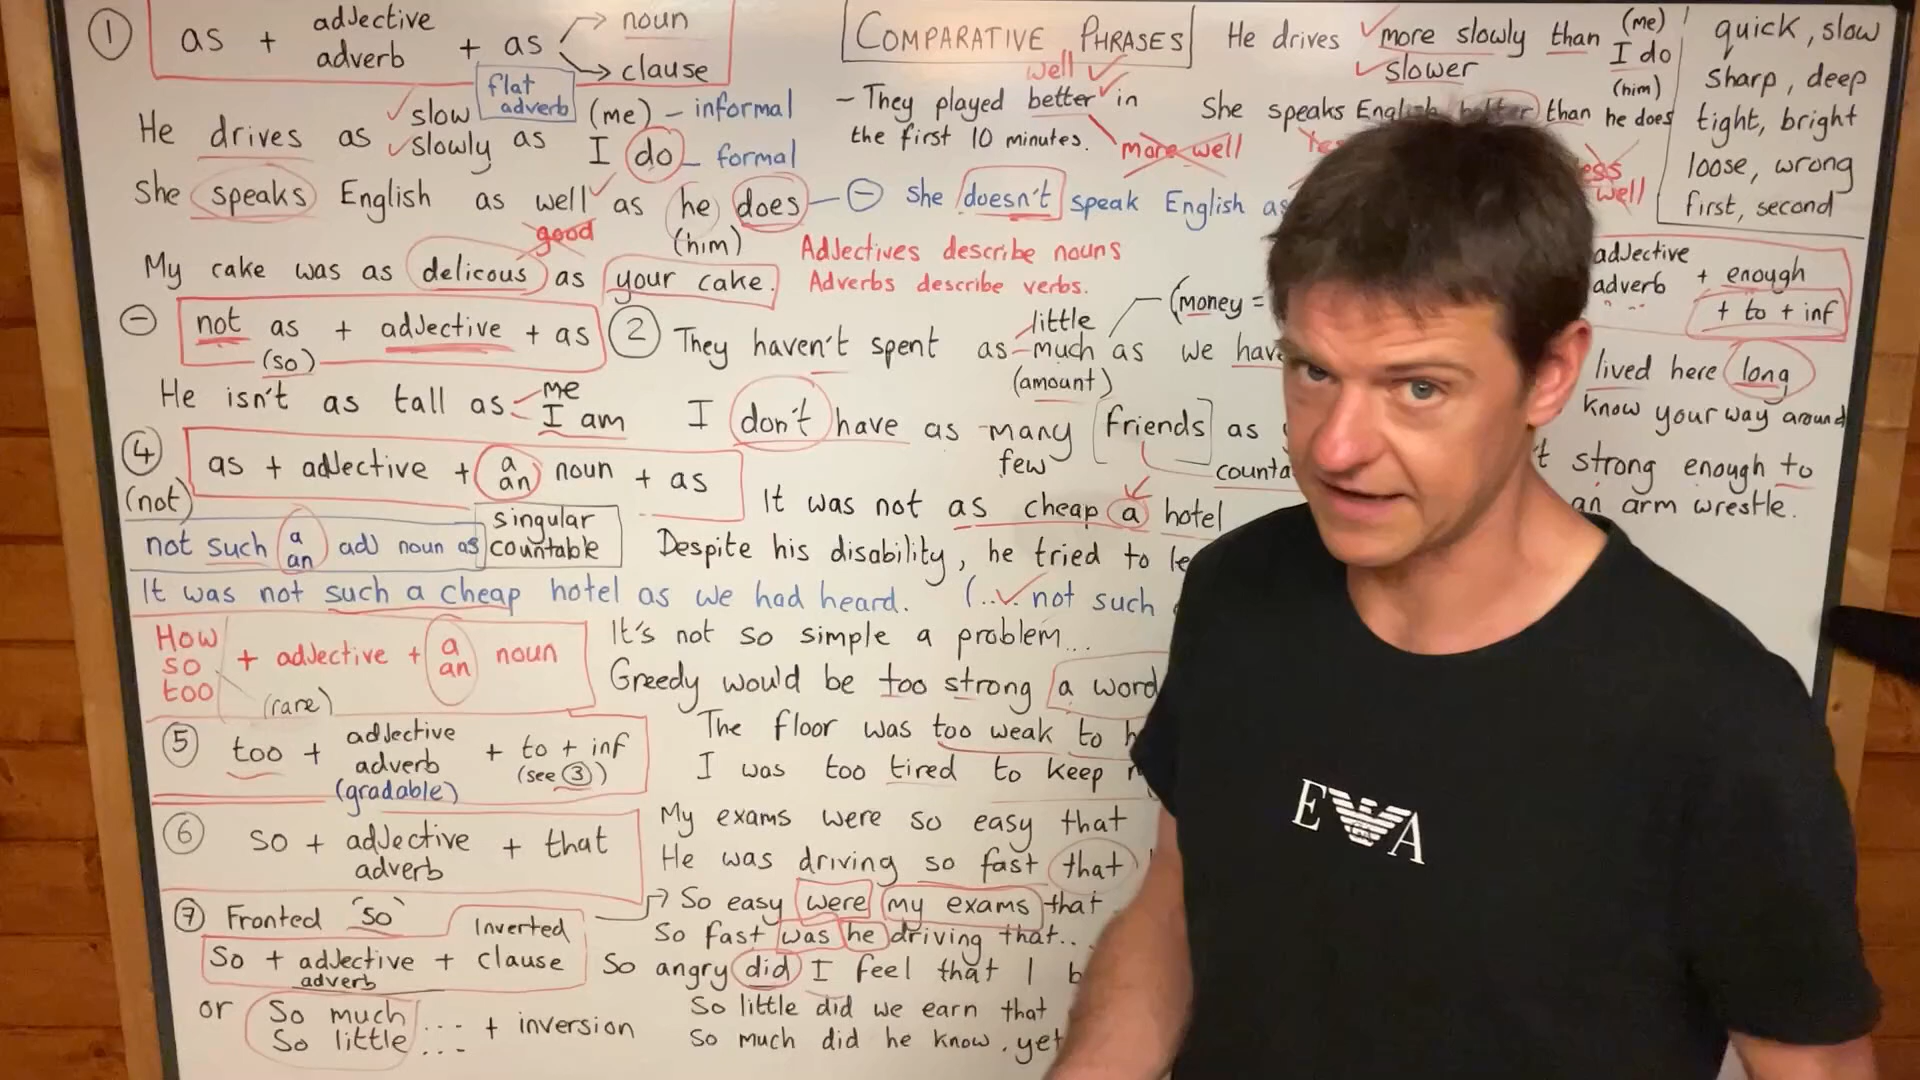 COMPARATIVE PHRASES
① as + adjective adverb + as noun clause
flat adverb
He drives as slow slowly as (me) – informal
I do – formal
She speaks English as well as he does
good
(him)
⊖ she doesn't speak English as
My cake was as delicous as your cake.
Adjectives describe nouns
Adverbs describe verbs.
– They played better in
well
the first 10 minutes.
more well
He drives more slowly than (me) I do
slower
She speaks English better than he does
(him)
less well
quick, slow
sharp, deep
tight, bright
loose, wrong
first, second
⊖ not as + adjective + as
(so)
He isn't as tall as me
I am
② They haven't spent as much as we have
little
(amount)
(money =
I don't have as many friends as
few
counta
adjective
adverb + enough
+ to + inf
lived here long
know your way around
't strong enough to
an arm wrestle.
④ as + adjective + a an noun + as
(not)
singular countable
not such a an adj noun as
It was not as cheap a hotel
Despite his disability, he tried to le
It was not such a cheap hotel as we had heard.
(... not such
How
so
too
+ adjective + a an noun
(rare)
It's not so simple a problem...
Greedy would be too strong a word
⑤ too + adjective adverb + to + inf
(gradable)
(see ③)
The floor was too weak to h
I was too tired to keep
⑥ so + adjective adverb + that
My exams were so easy that
He was driving so fast that
⑦ Fronted 'so'
Inverted
So + adjective adverb + clause
So easy were my exams that
So fast was he driving that..
So angry did I feel that I b
or So much ....
So little ....
+ inversion
So little did we earn that
So much did he know, yet
E A